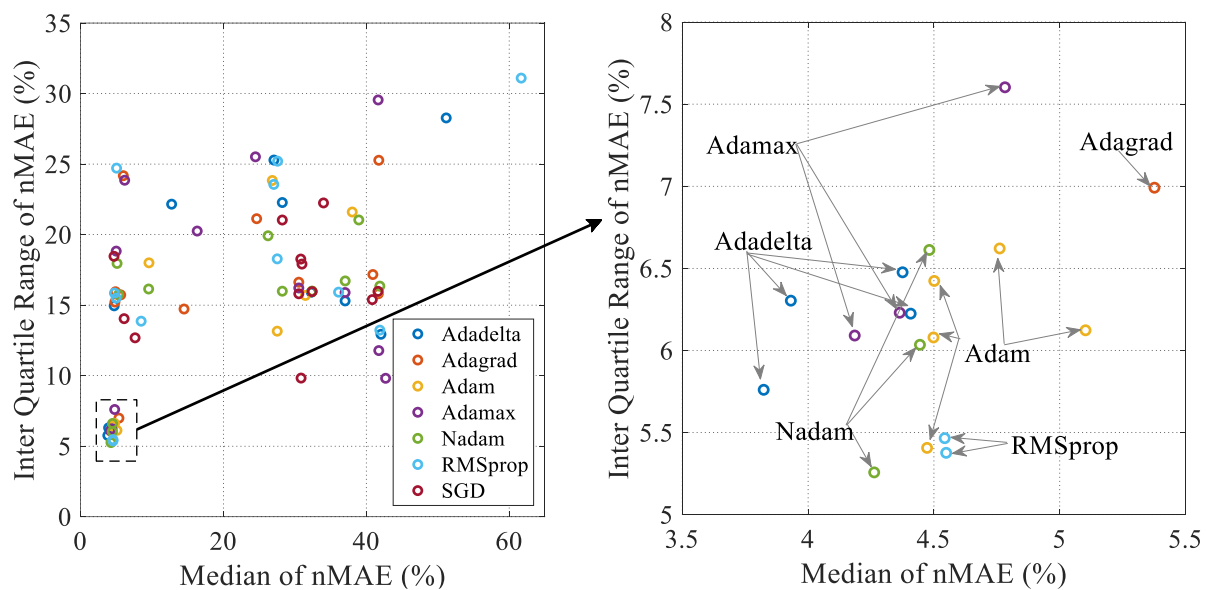 35
30
25
20
15
10
5
0
0
20
40
60
Inter Quartile Range of nMAE (%)
Median of nMAE (%)
Adadelta
Adagrad
Adam
Adamax
Nadam
RMSprop
SGD
8
7.5
7
6.5
6
5.5
5
3.5
4
4.5
5
5.5
Inter Quartile Range of nMAE (%)
Median of nMAE (%)
Adamax
Adagrad
Adadelta
Adam
Nadam
RMSprop